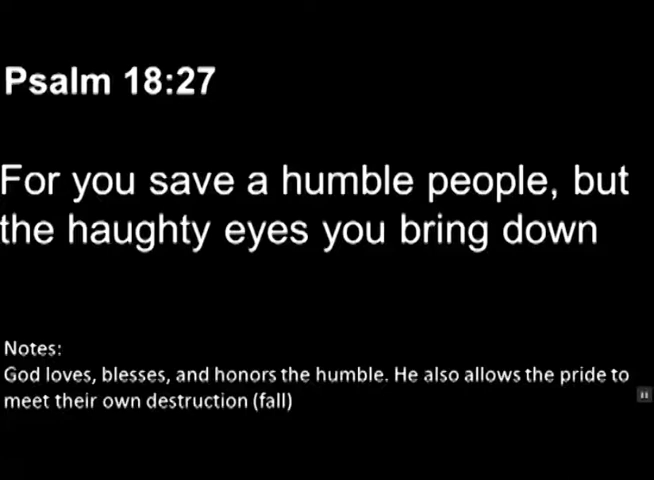 Psalm 18:27
For you save a humble people, but
the haughty eyes you bring down
Notes:
God loves, blesses, and honors the humble. He also allows the pride to
meet their own destruction (fall)